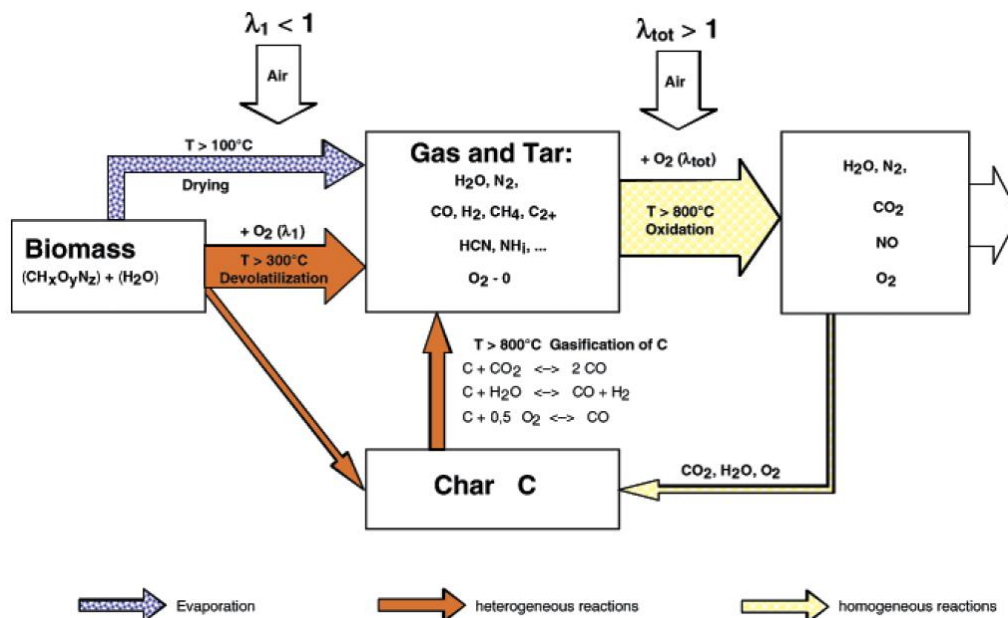 λ₁ < 1
λtot > 1
Air
Air
T > 100°C
Drying
Biomass
(CHₓOᵧN_z) + (H₂O)
+ O₂ (λ₁)
T > 300°C
Devolatilization
Gas and Tar:
H₂O, N₂,
CO, H₂, CH₄, C₂₊
HCN, NHᵢ, ...
O₂ - 0
+ O₂ (λtot)
T > 800°C
Oxidation
H₂O, N₂,
CO₂
NO
O₂
T > 800°C Gasification of C
C + CO₂ <-> 2 CO
C + H₂O <-> CO + H₂
C + 0,5 O₂ <-> CO
Char C
CO₂, H₂O, O₂
Evaporation
heterogeneous reactions
homogeneous reactions